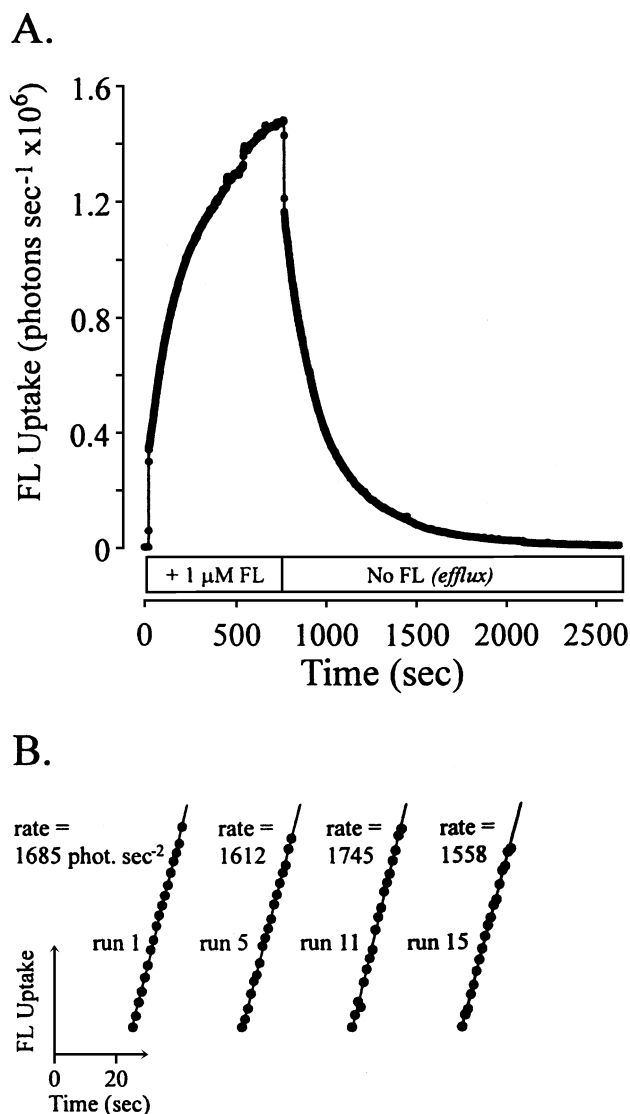 A.
FL Uptake (photons sec⁻¹ x10⁶)
1.6
1.2
0.8
0.4
0
+ 1 μM FL
No FL (efflux)
0 500 1000 1500 2000 2500
Time (sec)
B.
rate = 1685 phot. sec⁻²
rate = 1612
rate = 1745
rate = 1558
run 1
run 5
run 11
run 15
FL Uptake
0 20
Time (sec)